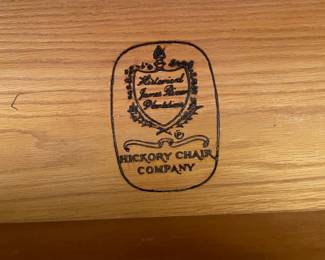 Historical
James River
Plantations
HICKORY CHAIR
COMPANY